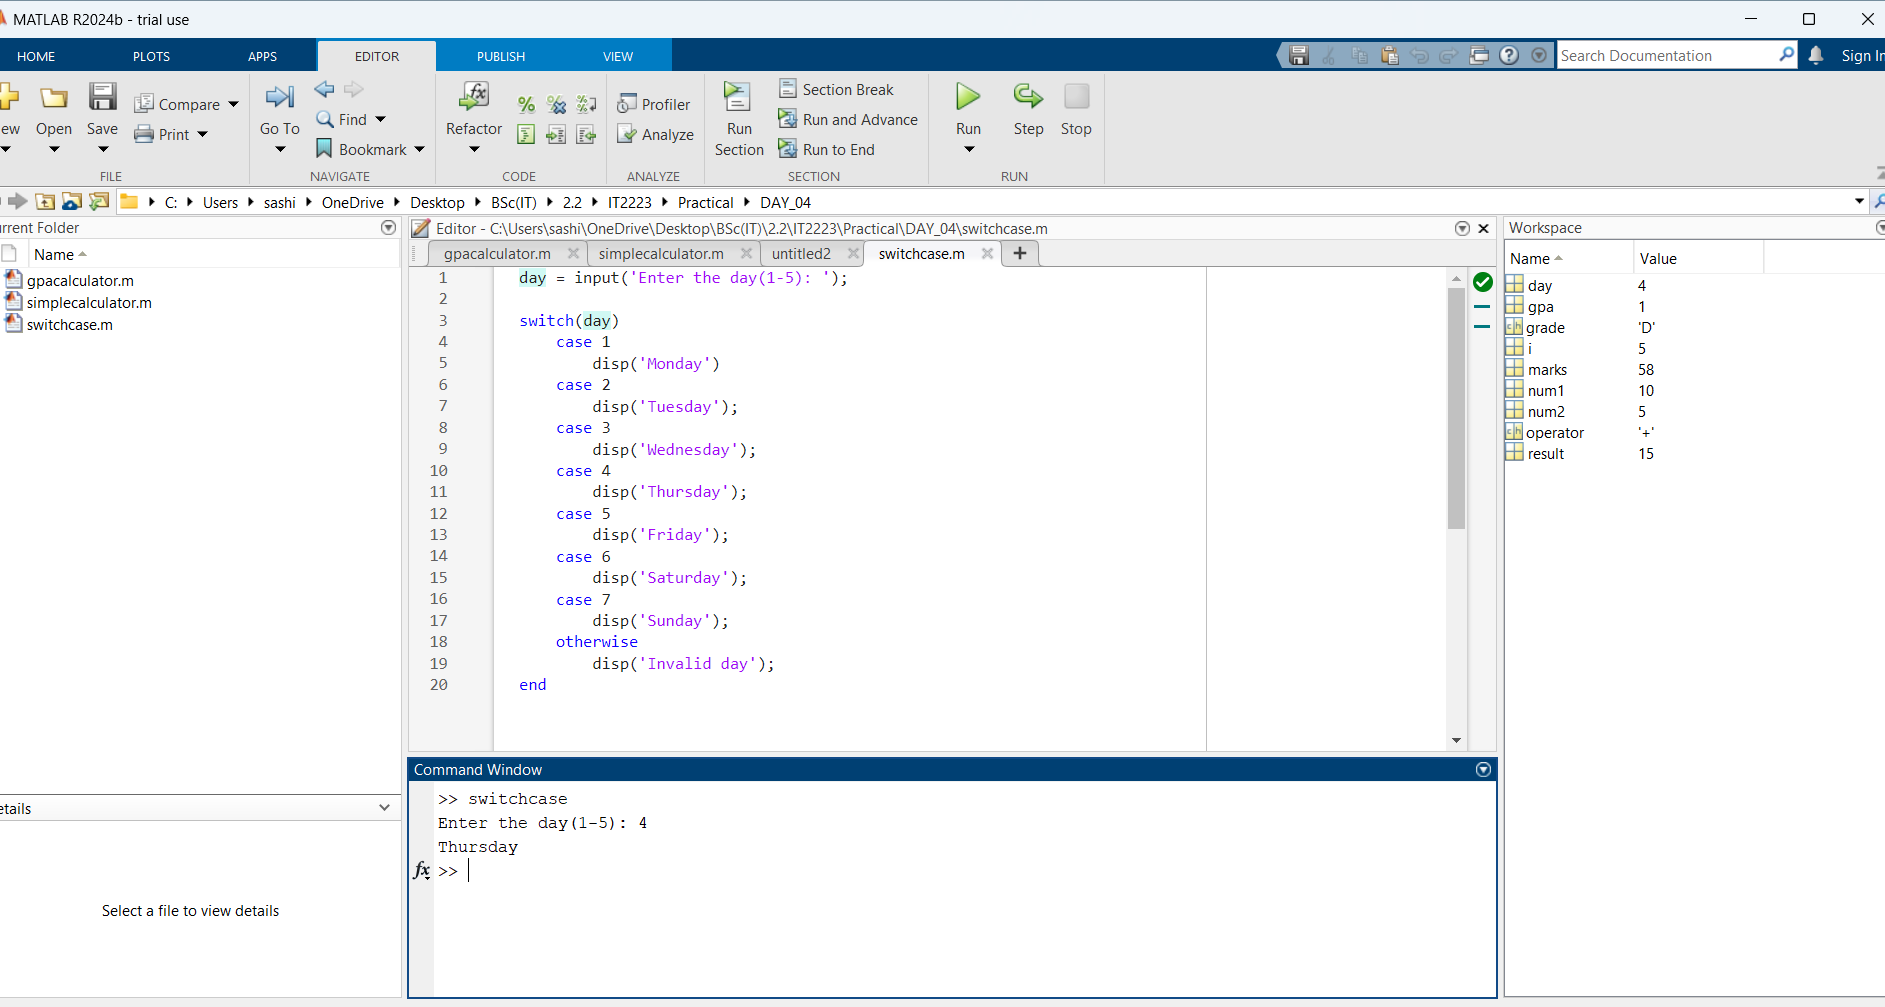 MATLAB R2024b - trial use
HOME PLOTS APPS EDITOR PUBLISH VIEW Search Documentation Sign In
ew Open Save Compare Print FILE
Go To Find Bookmark NAVIGATE
Refactor CODE
Profiler Analyze ANALYZE
Run Section Section Break Run and Advance Run to End SECTION
Run Step Stop RUN
C: Users sashi OneDrive Desktop BSc(IT) 2.2 IT2223 Practical DAY_04
rrent Folder
Name
gpacalculator.m
simplecalculator.m
switchcase.m
etails
Select a file to view details
Editor - C:\Users\sashi\OneDrive\Desktop\BSc(IT)\2.2\IT2223\Practical\DAY_04\switchcase.m
gpacalculator.m simplecalculator.m untitled2 switchcase.m +
1 day = input('Enter the day(1-5): ');
2
3 switch(day)
4 case 1
5 disp('Monday')
6 case 2
7 disp('Tuesday');
8 case 3
9 disp('Wednesday');
10 case 4
11 disp('Thursday');
12 case 5
13 disp('Friday');
14 case 6
15 disp('Saturday');
16 case 7
17 disp('Sunday');
18 otherwise
19 disp('Invalid day');
20 end
Command Window
>> switchcase
Enter the day(1-5): 4
Thursday
fx >>
Workspace
Name Value
day 4
gpa 1
grade 'D'
i 5
marks 58
num1 10
num2 5
operator '+'
result 15